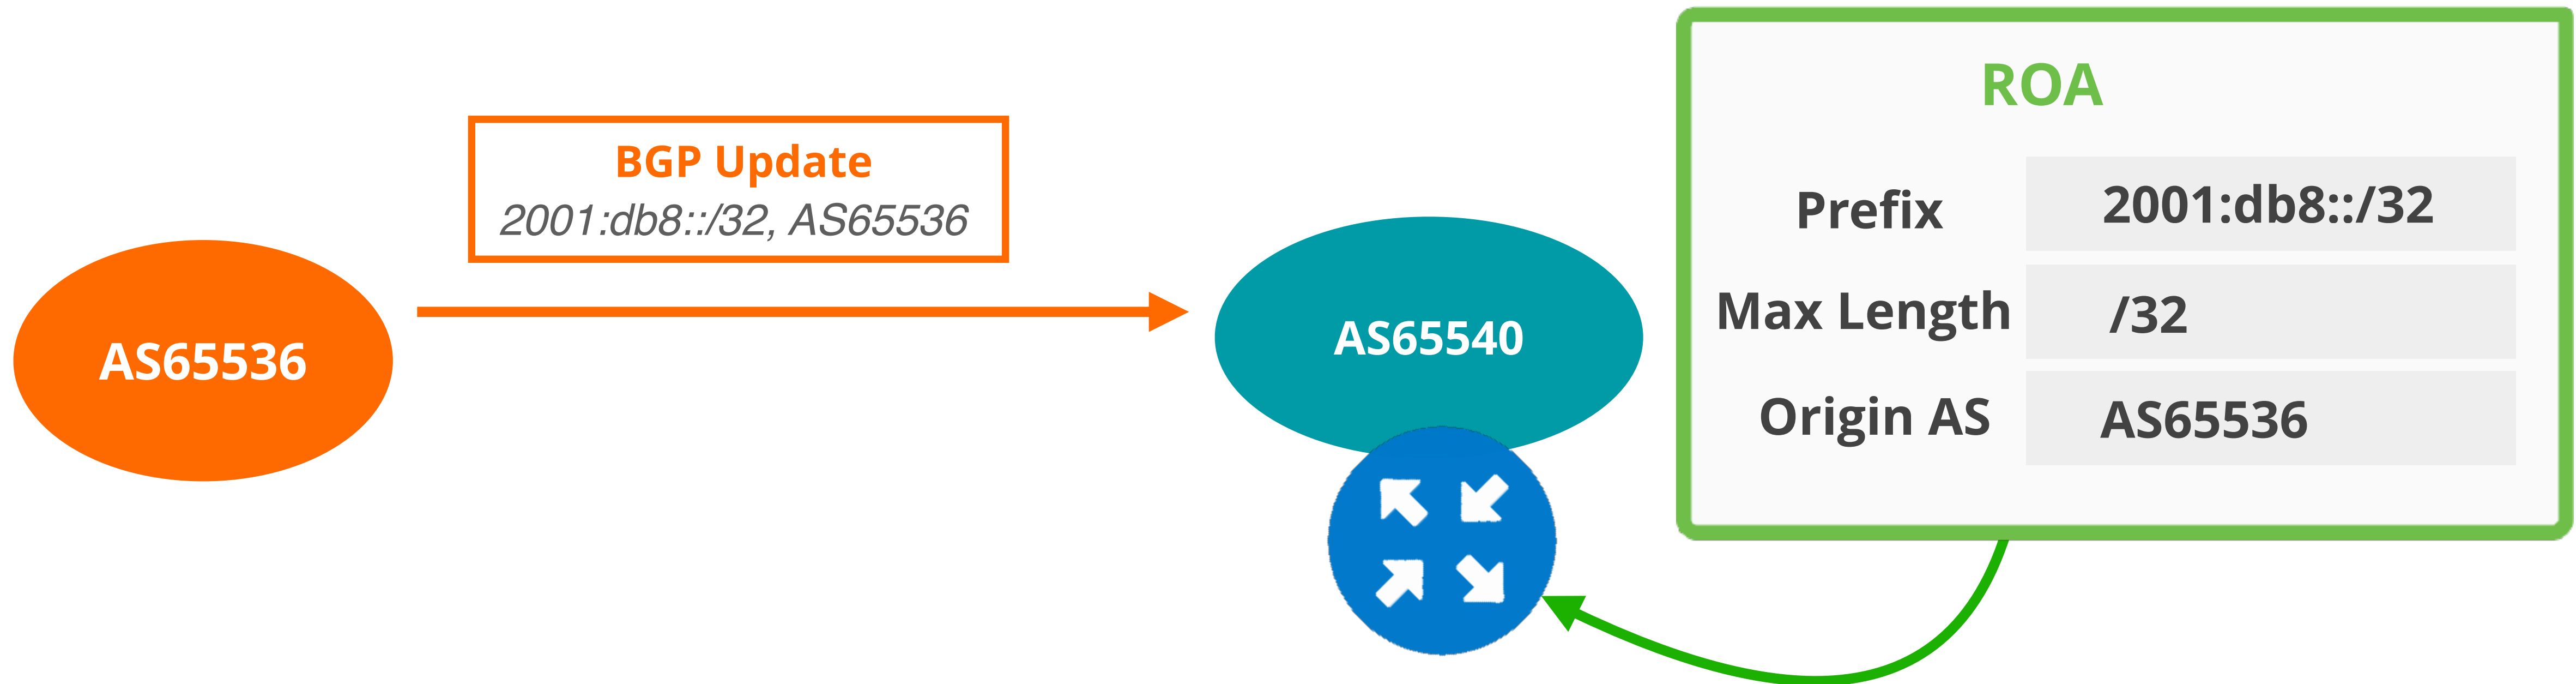 AS65536
BGP Update
2001:db8::/32, AS65536
AS65540
ROA
Prefix 2001:db8::/32
Max Length /32
Origin AS AS65536